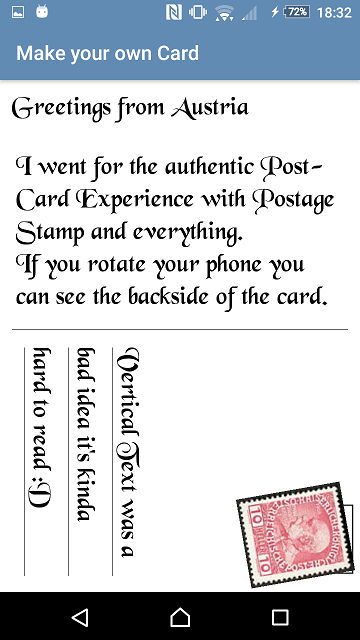 72% 18:32
Make your own Card
Greetings from Austria
I went for the authentic Post-
Card Experience with Postage
Stamp and everything.
If you rotate your phone you
can see the backside of the card.
Vertical Text was a
bad idea it's kinda
hard to read :D
10 10